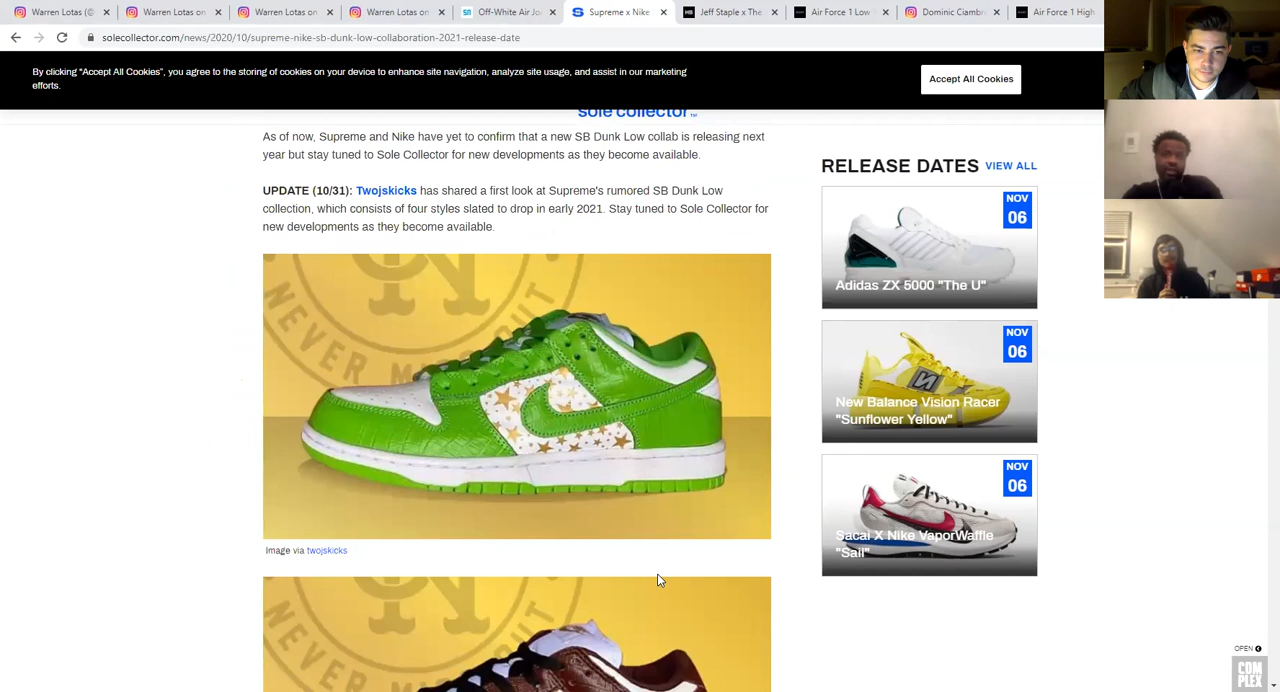 Warren Lotas (@
Warren Lotas on
Warren Lotas on
Warren Lotas on
Off-White Air Jo
Supreme x Nike
Jeff Staple x The
Air Force 1 Low
Dominic Ciambr
Air Force 1 High
solecollector.com/news/2020/10/supreme-nike-sb-dunk-low-collaboration-2021-release-date
By clicking "Accept All Cookies", you agree to the storing of cookies on your device to enhance site navigation, analyze site usage, and assist in our marketing
efforts.
Accept All Cookies
sole collector
As of now, Supreme and Nike have yet to confirm that a new SB Dunk Low collab is releasing next
year but stay tuned to Sole Collector for new developments as they become available.
UPDATE (10/31): Twojskicks has shared a first look at Supreme's rumored SB Dunk Low
collection, which consists of four styles slated to drop in early 2021. Stay tuned to Sole Collector for
new developments as they become available.
NEVER
Image via twojskicks
NEVER
RELEASE DATES VIEW ALL
NOV
06
Adidas ZX 5000 "The U"
NOV
06
New Balance Vision Racer
"Sunflower Yellow"
NOV
06
Sacai X Nike VaporWaffle
"Sail"
OPEN
COM
PLEX